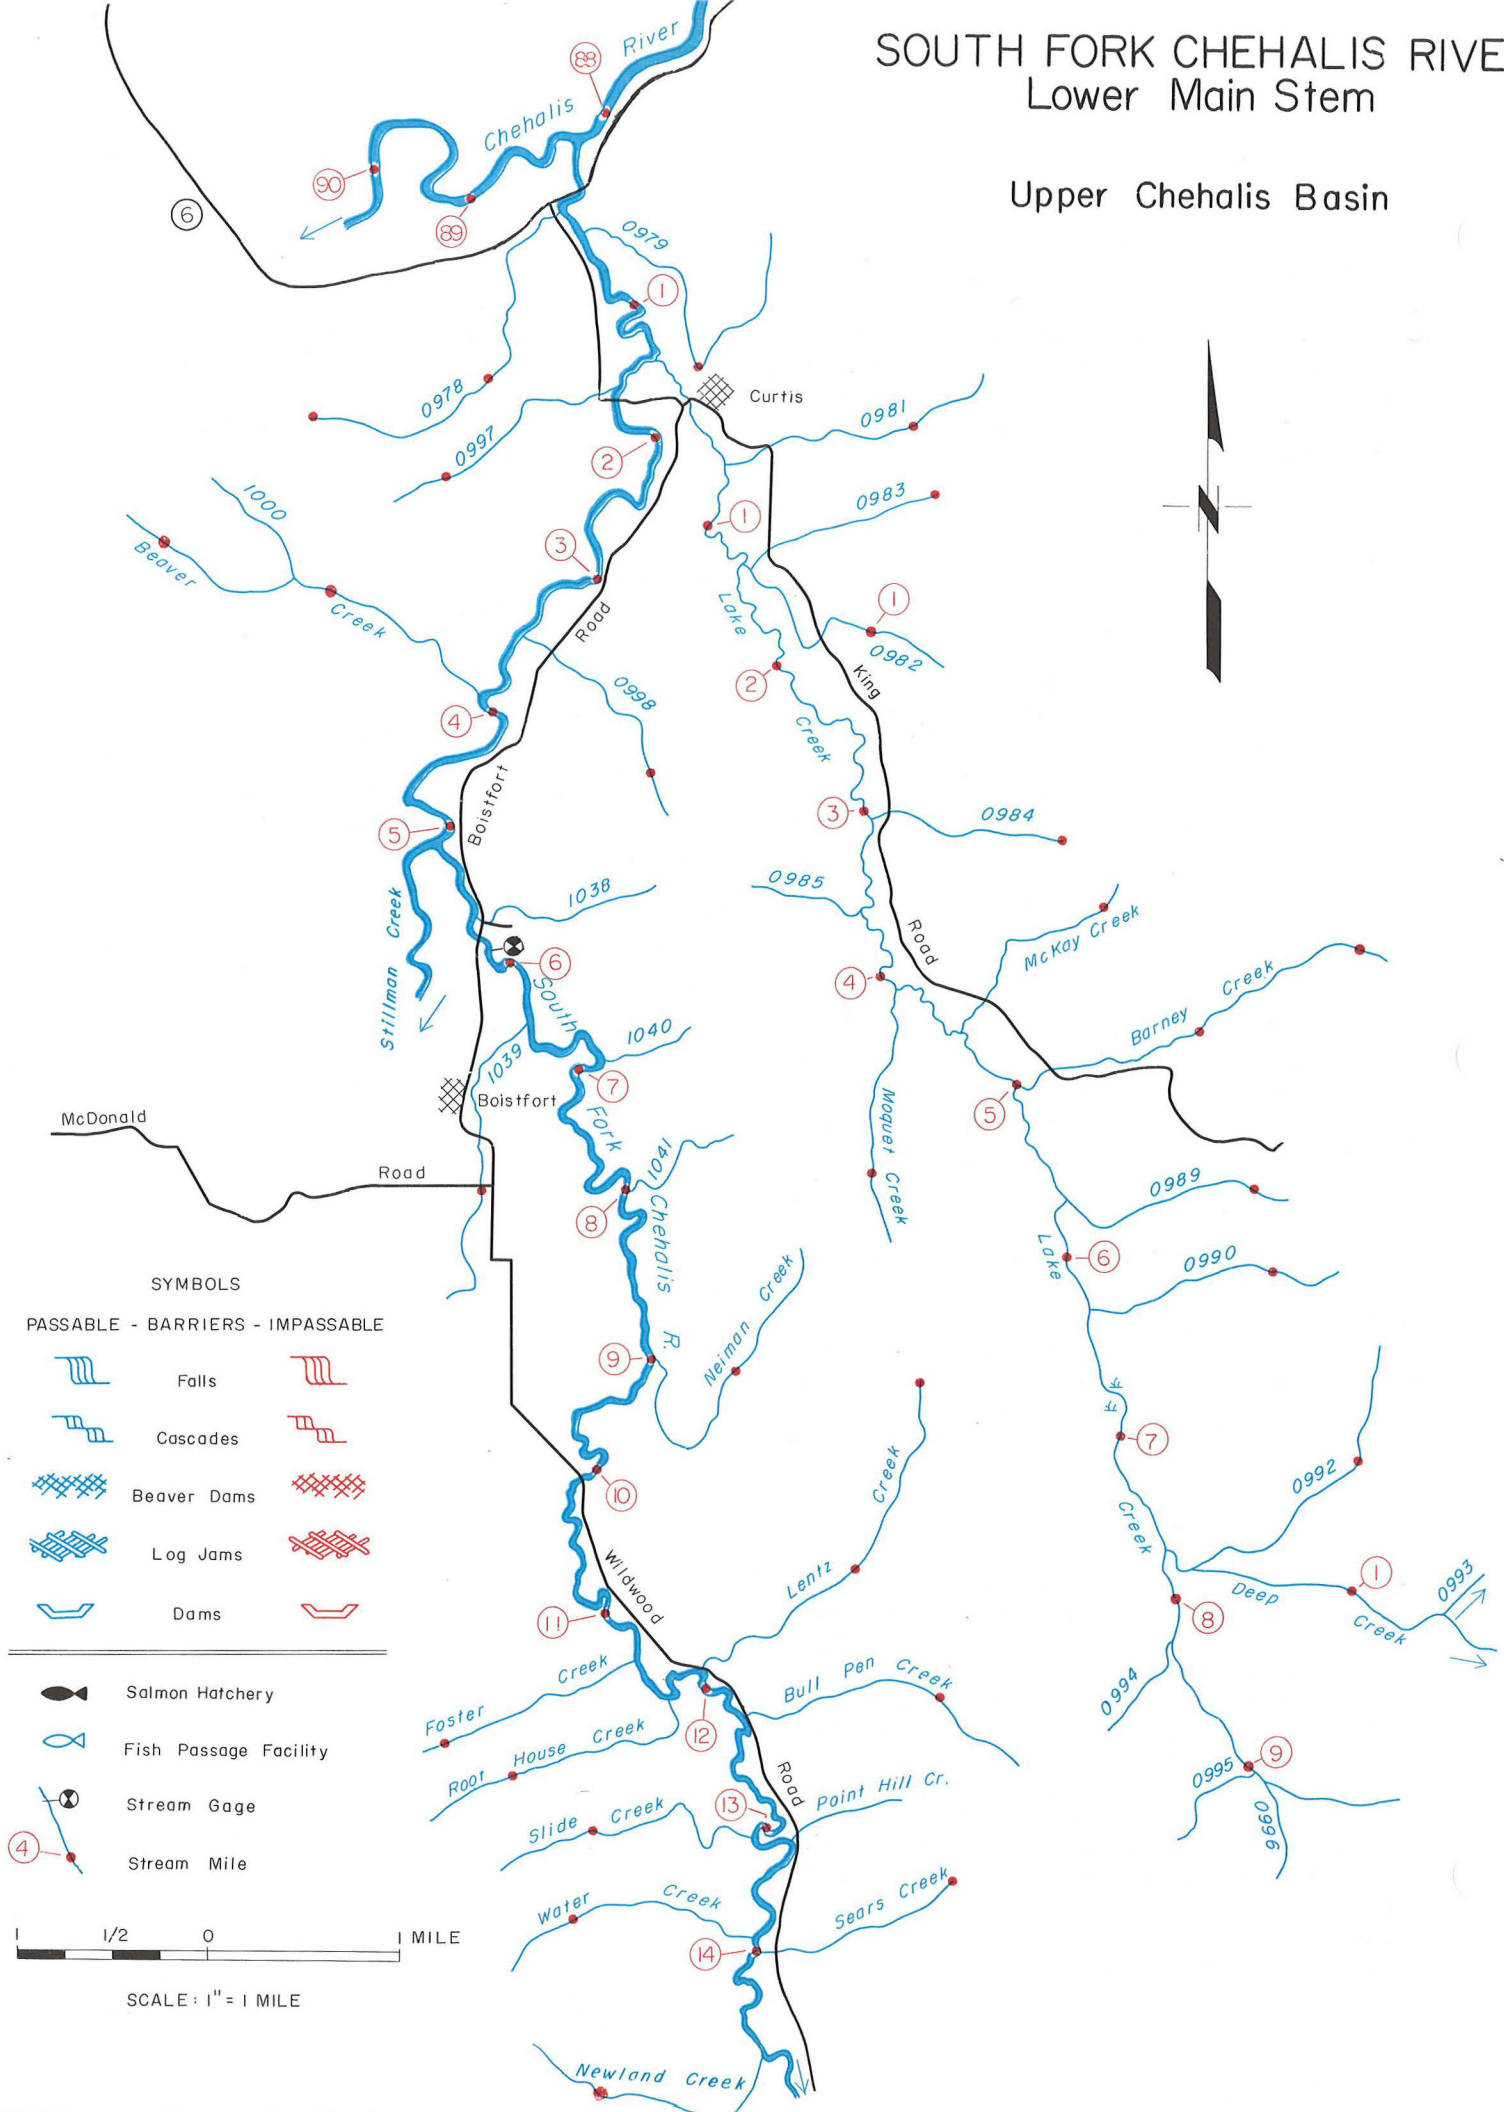 SOUTH FORK CHEHALIS RIVE
Lower Main Stem
Upper Chehalis Basin
River
88
Chehalis
90
89
6
0979
1
0978
Curtis
0981
0997
2
0983
1000
1
3
Beaver
Creek
Road
Lake
1
0982
2
King
0998
4
Creek
Boistfort
3
0984
5
0985
1038
Stillman Creek
McKay Creek
Road
6
4
Barney Creek
South
1040
1039
7
Boistfort
5
Moquet Creek
McDonald
Road
Fork
1041
0989
8
Chehalis
R.
Lake
6
0990
Neiman Creek
9
7
0992
Creek
10
Lentz Creek
Wildwood
Deep
Creek
1
0993
8
11
Foster Creek
Bull Pen Creek
0994
12
Root House Creek
9
0995
0996
Road
Point Hill Cr.
13
Slide Creek
Water Creek
Sears Creek
14
Newland Creek
SYMBOLS
PASSABLE - BARRIERS - IMPASSABLE
Falls
Cascades
Beaver Dams
Log Jams
Dams
Salmon Hatchery
Fish Passage Facility
Stream Gage
4
Stream Mile
1 1/2 0 1 MILE
SCALE: 1" = 1 MILE